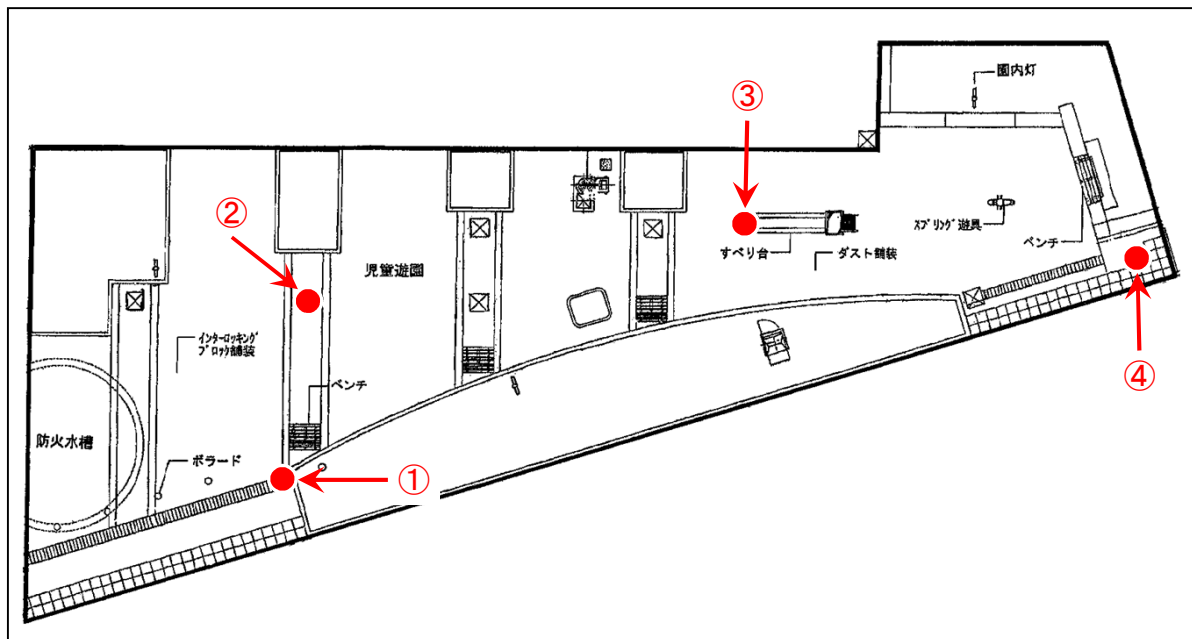 園内灯
③
②
すべり台
ダスト舗装
スプリング遊具
ベンチ
児童遊園
インターロッキング
ブロック舗装
ベンチ
④
防火水槽
ボラード
①